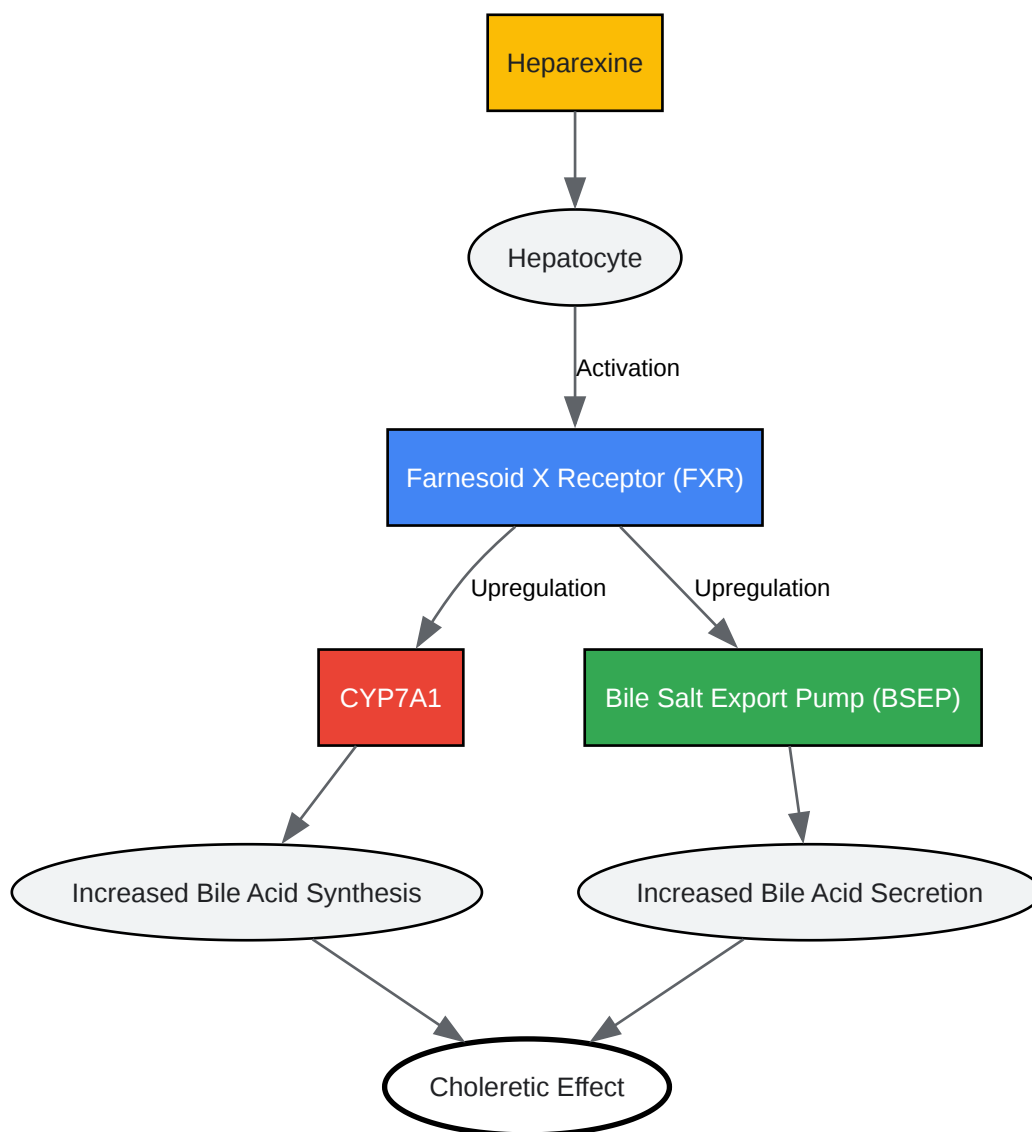 Heparexine
Hepatocyte
Activation
Farnesoid X Receptor (FXR)
Upregulation
Upregulation
CYP7A1
Bile Salt Export Pump (BSEP)
Increased Bile Acid Synthesis
Increased Bile Acid Secretion
Choleretic Effect